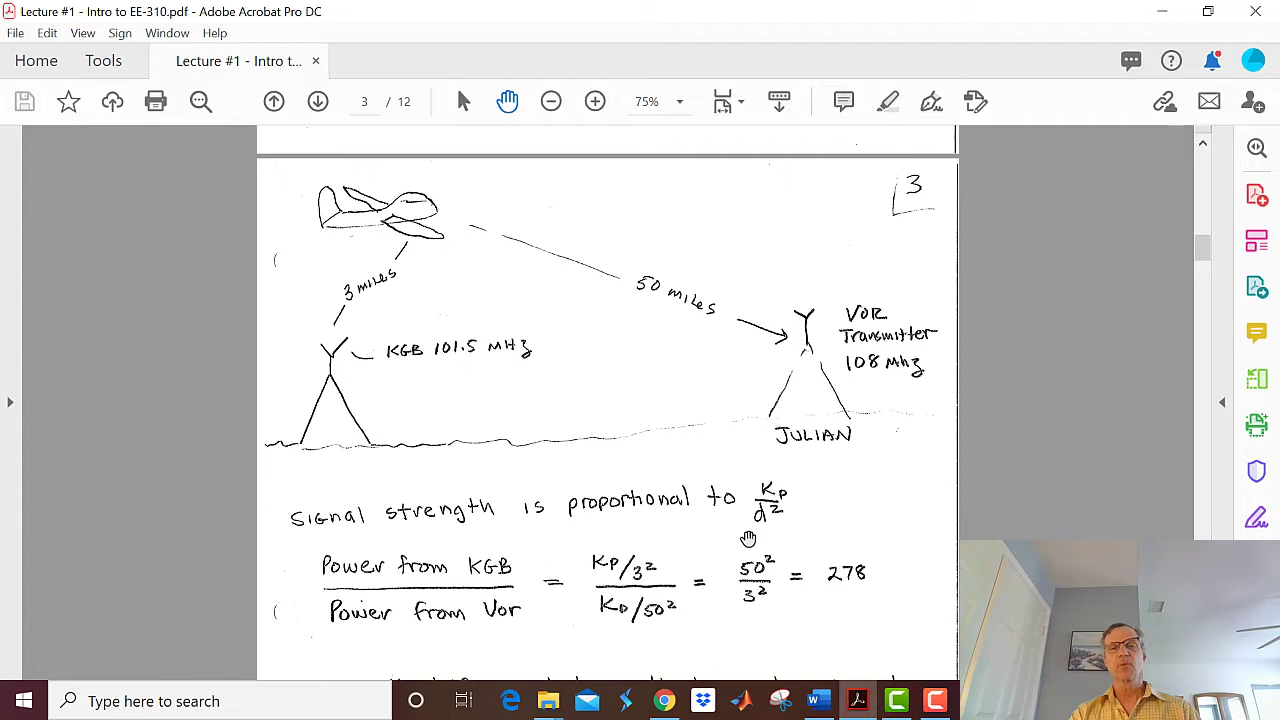 Lecture #1 - Intro to EE-310.pdf - Adobe Acrobat Pro DC
File Edit View Sign Window Help
Home Tools Lecture #1 - Intro t... ×
3 / 12 75%
3
3 miles
50 miles
VOR
Transmitter
108 Mhz
KGB 101.5 MHz
JULIAN
Signal strength is proportional to Kp/d²
Power from KGB / Power from Vor = Kp/3² / Kp/50² = 50²/3² = 278
Type here to search